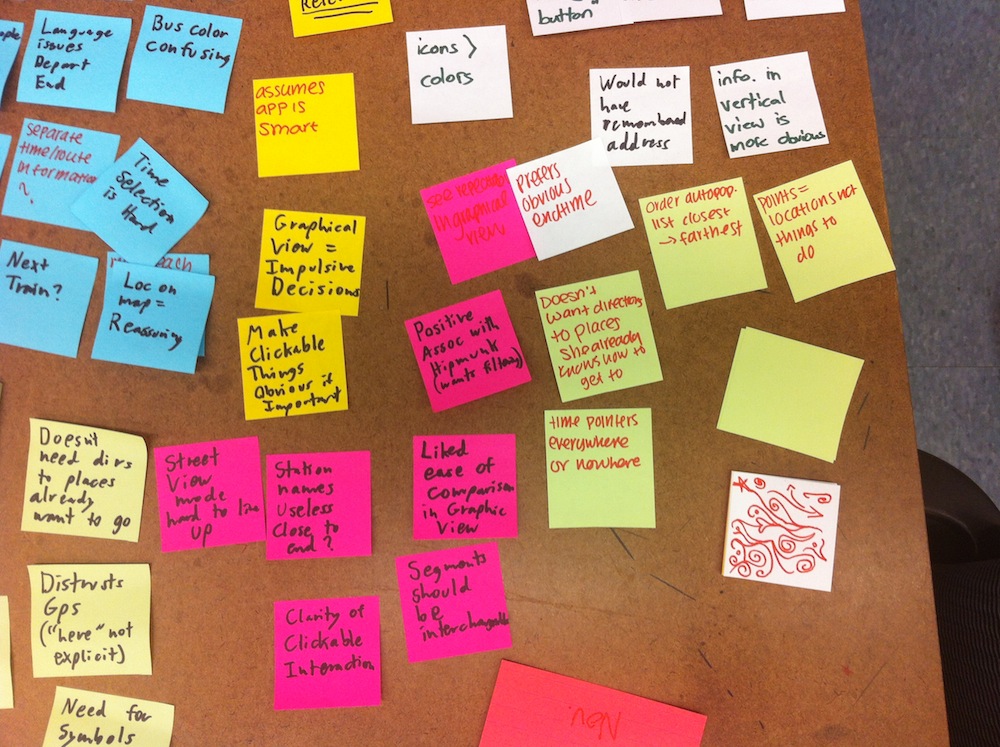 button"
Language
issues
Depart
End
Bus color
confusing
icons >
colors
assumes
app is
smart
Would not
have
remembered
address
info. in
vertical
view is
more obvious
separate
time/route
information
?
Time
Selection
is Hard
see
in graphical
view
prefers
obvious
endtime
order autopop.
list closest
→ farthest
Points =
locations not
things to
do
Graphical
View =
Impulsive
Decisions
Next
Train?
each
Loc on
map =
Reassuring
Make
Clickable
Things
Obvious if
Important
Positive
Assoc with
Hipmunk
(wants filtering)
Doesn't
want directions
to places
she already
knows how to
get to
time pointers
everywhere
or nowhere
Doesn't
need dirs
to places
already
want to go
Street
View
mode
hard to line
up
Station
names
Useless
Close to
end?
Liked
ease of
comparison
in Graphic
View
Distrusts
GPS
("here" not
explicit)
Clarity of
Clickable
Interaction
Segments
should
be
interchangeable
Need for
Symbols